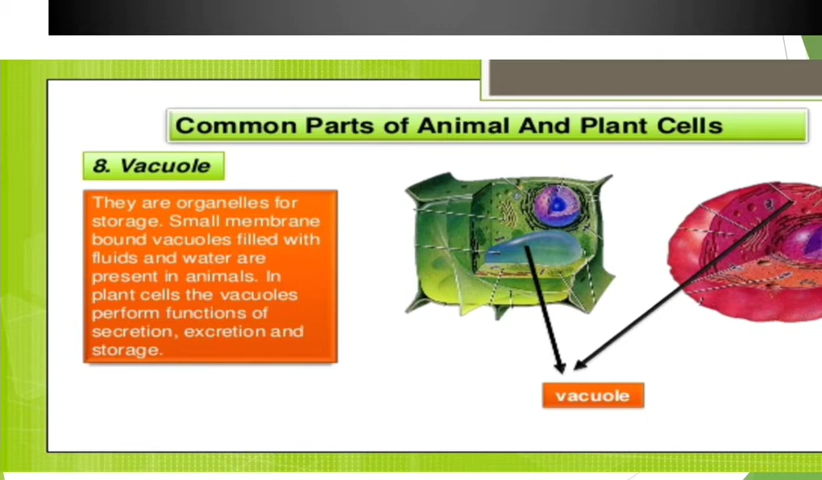 Common Parts of Animal And Plant Cells
8. Vacuole
They are organelles for
storage. Small membrane
bound vacuoles filled with
fluids and water are
present in animals. In
plant cells the vacuoles
perform functions of
secretion, excretion and
storage.
vacuole